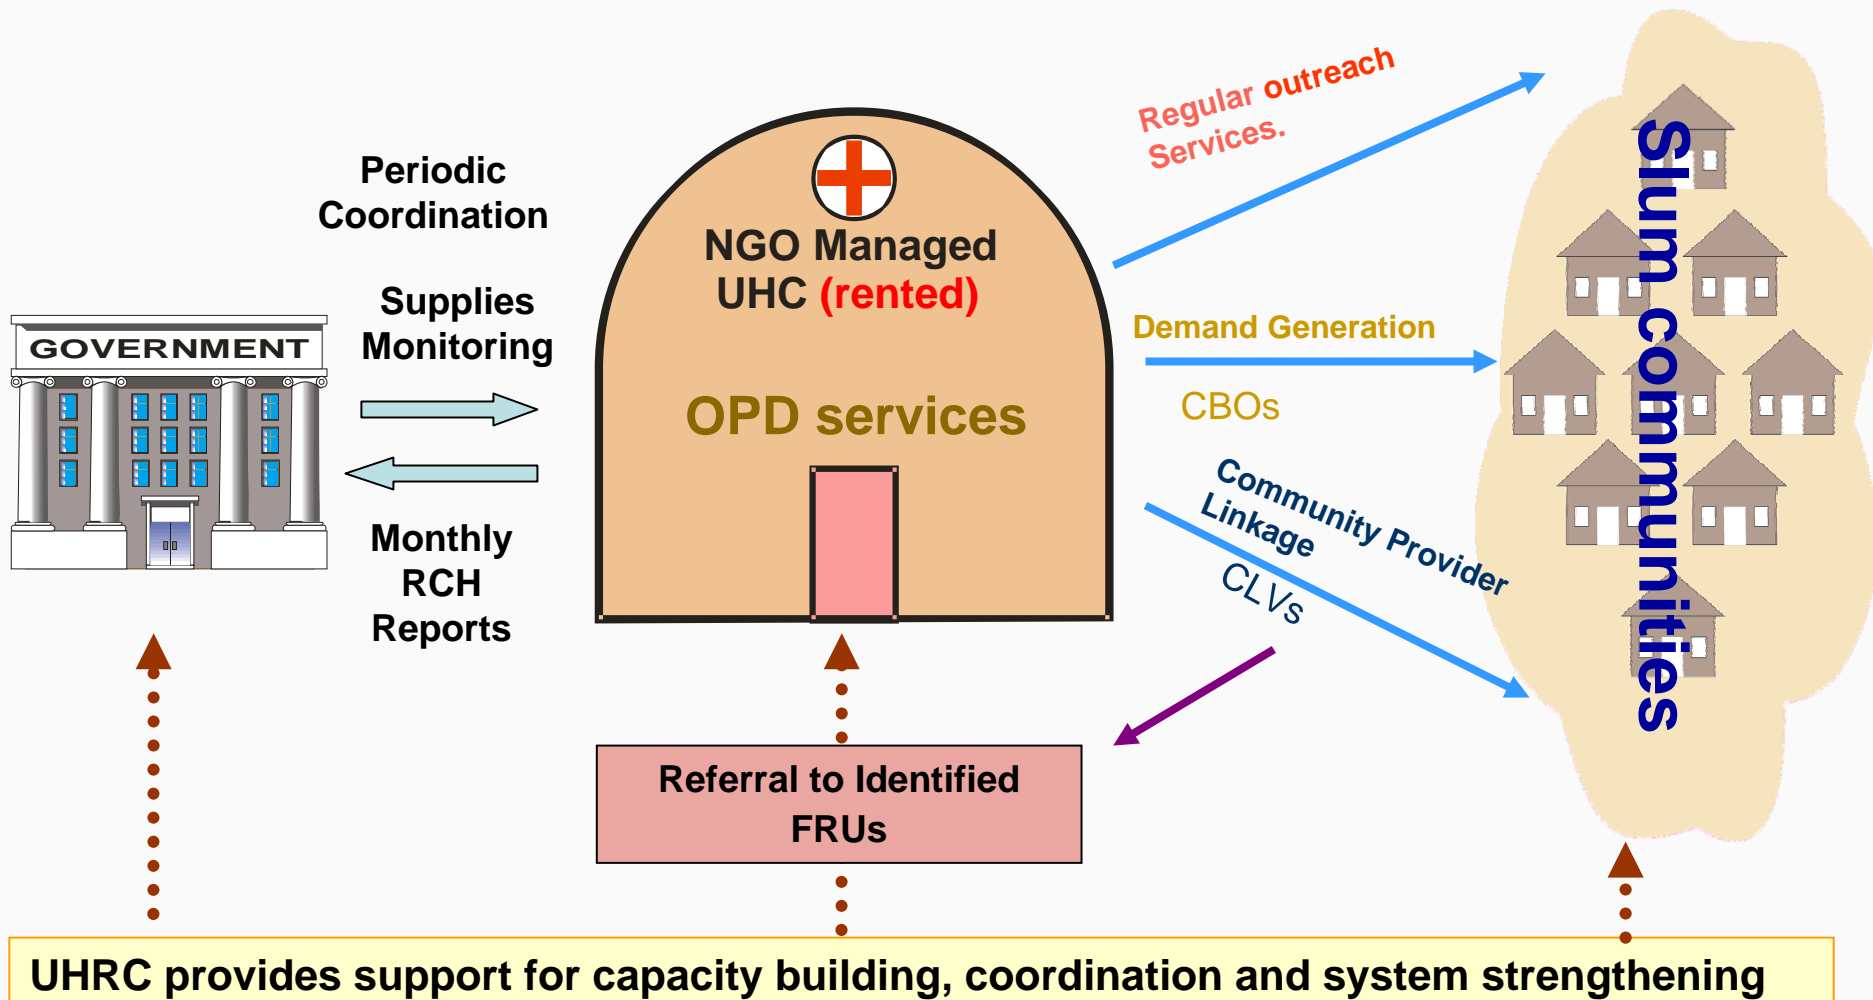 GOVERNMENT
Periodic
Coordination
Supplies
Monitoring
Monthly
RCH
Reports
NGO Managed
UHC (rented)
OPD services
Regular outreach
Services.
Demand Generation
CBOs
Community Provider
Linkage
CLVs
Slum communities
Referral to Identified
FRUs
UHRC provides support for capacity building, coordination and system strengthening